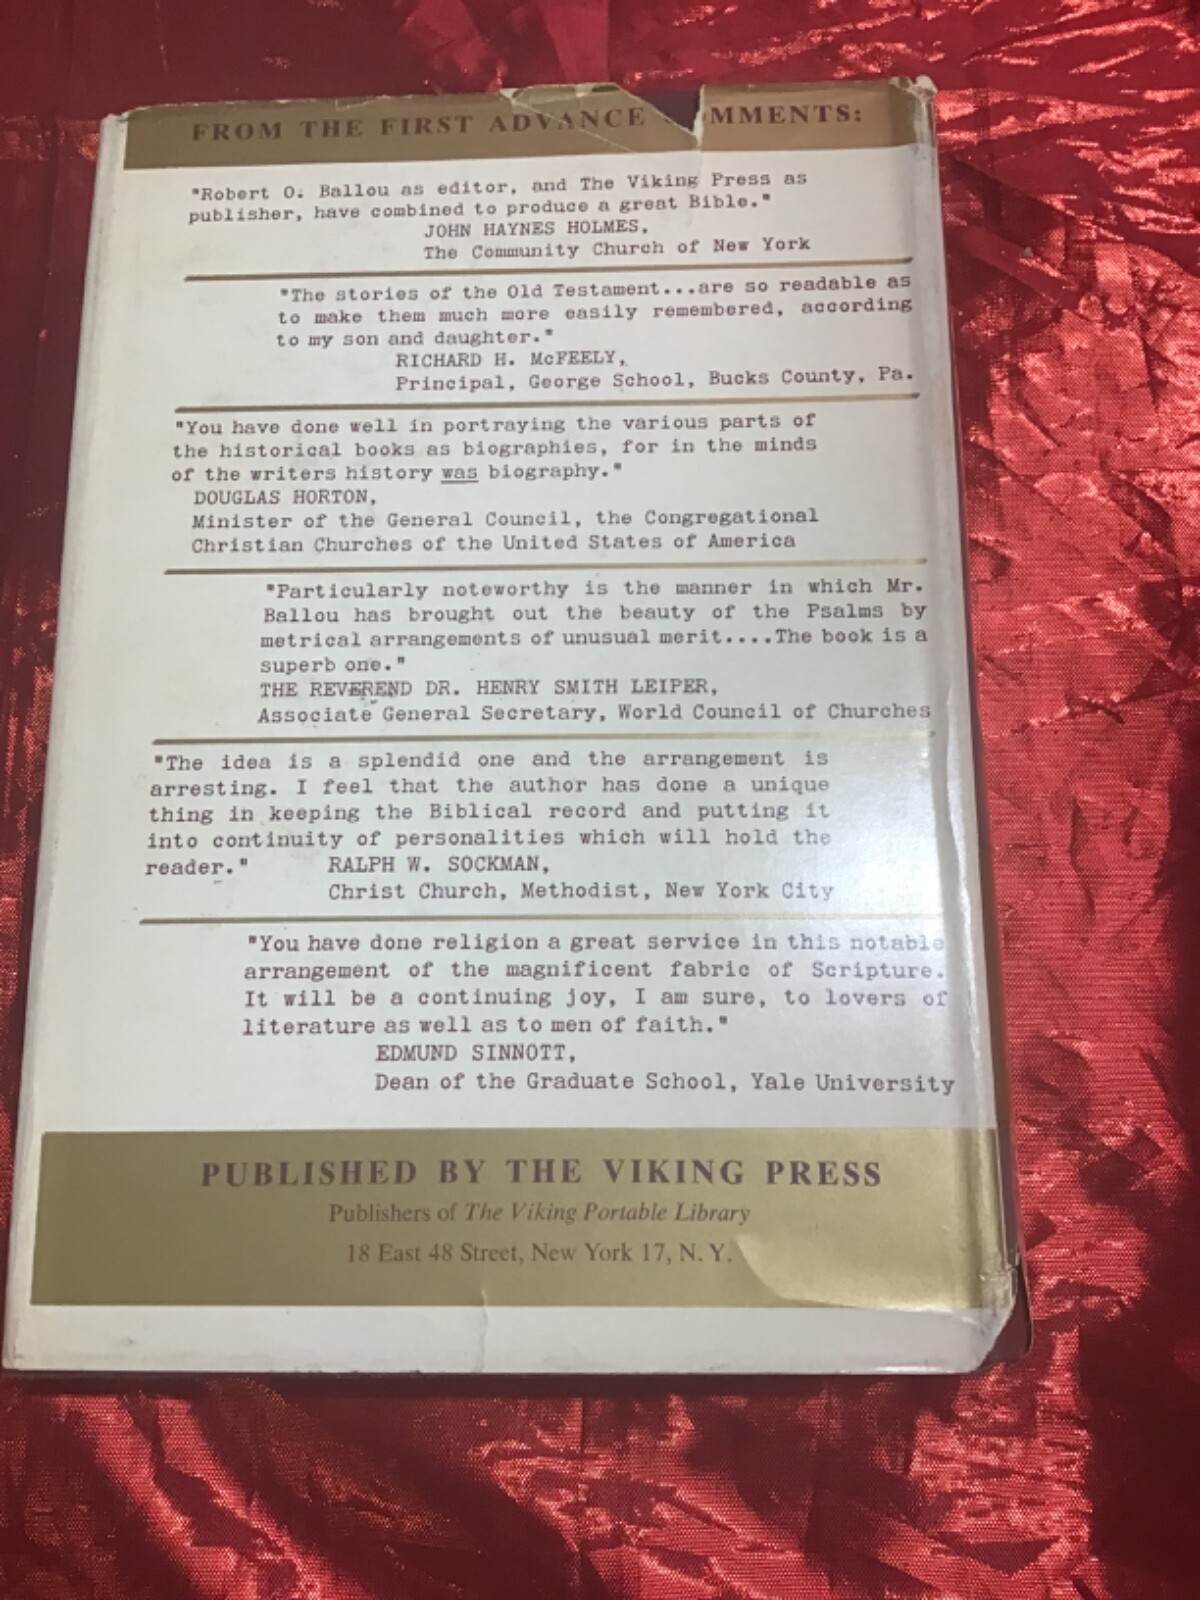 FROM THE FIRST ADVANCE MMENTS:
"Robert O. Ballou as editor, and The Viking Press as
publisher, have combined to produce a great Bible."
JOHN HAYNES HOLMES,
The Community Church of New York
"The stories of the Old Testament...are so readable as
to make them much more easily remembered, according
to my son and daughter."
RICHARD H. McFEELY,
Principal, George School, Bucks County, Pa.
"You have done well in portraying the various parts of
the historical books as biographies, for in the minds
of the writers history was biography."
DOUGLAS HORTON,
Minister of the General Council, the Congregational
Christian Churches of the United States of America
"Particularly noteworthy is the manner in which Mr.
Ballou has brought out the beauty of the Psalms by
metrical arrangements of unusual merit....The book is a
superb one."
THE REVEREND DR. HENRY SMITH LEIPER,
Associate General Secretary, World Council of Churches
"The idea is a splendid one and the arrangement is
arresting. I feel that the author has done a unique
thing in keeping the Biblical record and putting it
into continuity of personalities which will hold the
reader." RALPH W. SOCKMAN,
Christ Church, Methodist, New York City
"You have done religion a great service in this notable
arrangement of the magnificent fabric of Scripture.
It will be a continuing joy, I am sure, to lovers of
literature as well as to men of faith."
EDMUND SINNOTT,
Dean of the Graduate School, Yale University
PUBLISHED BY THE VIKING PRESS
Publishers of The Viking Portable Library
18 East 48 Street, New York 17, N. Y.